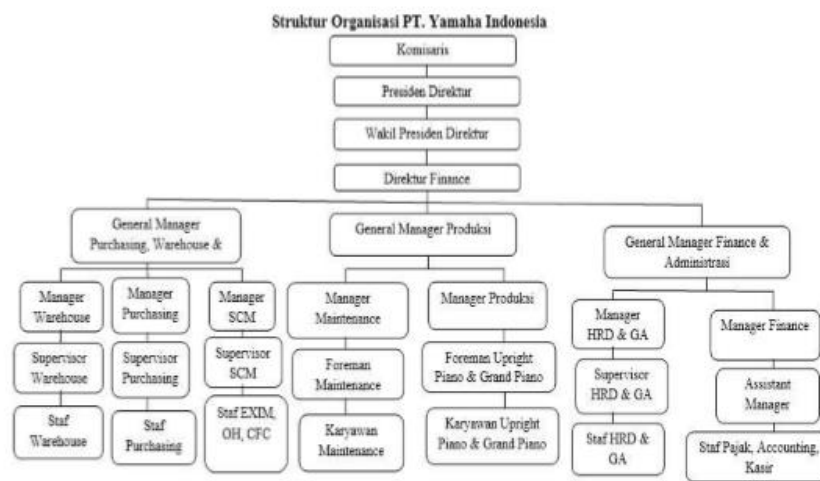 Struktur Organisasi PT. Yamaha Indonesia
Komisaris
Presiden Direktur
Wakil Presiden Direktur
Direktur Finance
General Manager
Purchasing, Warehouse &
General Manager Produksi
General Manager Finance &
Administrasi
Manager
Warehouse
Manager
Purchasing
Manager
SCM
Manager
Maintenance
Manager Produksi
Manager
HRD & GA
Manager Finance
Supervisor
Warehouse
Supervisor
Purchasing
Supervisor
SCM
Foreman
Maintenance
Foreman Upright
Piano & Grand Piano
Supervisor
HRD & GA
Assistant
Manager
Staf
Warehouse
Staf
Purchasing
Staf EXIM,
OH, CFC
Karyawan
Maintenance
Karyawan Upright
Piano & Grand Piano
Staf HRD &
GA
Staf Pajak, Accounting,
Kasir